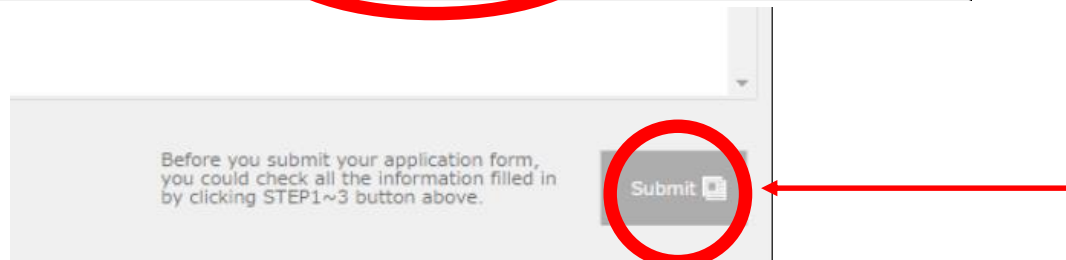 Before you submit your application form,
you could check all the information filled in
by clicking STEP1~3 button above.
Submit